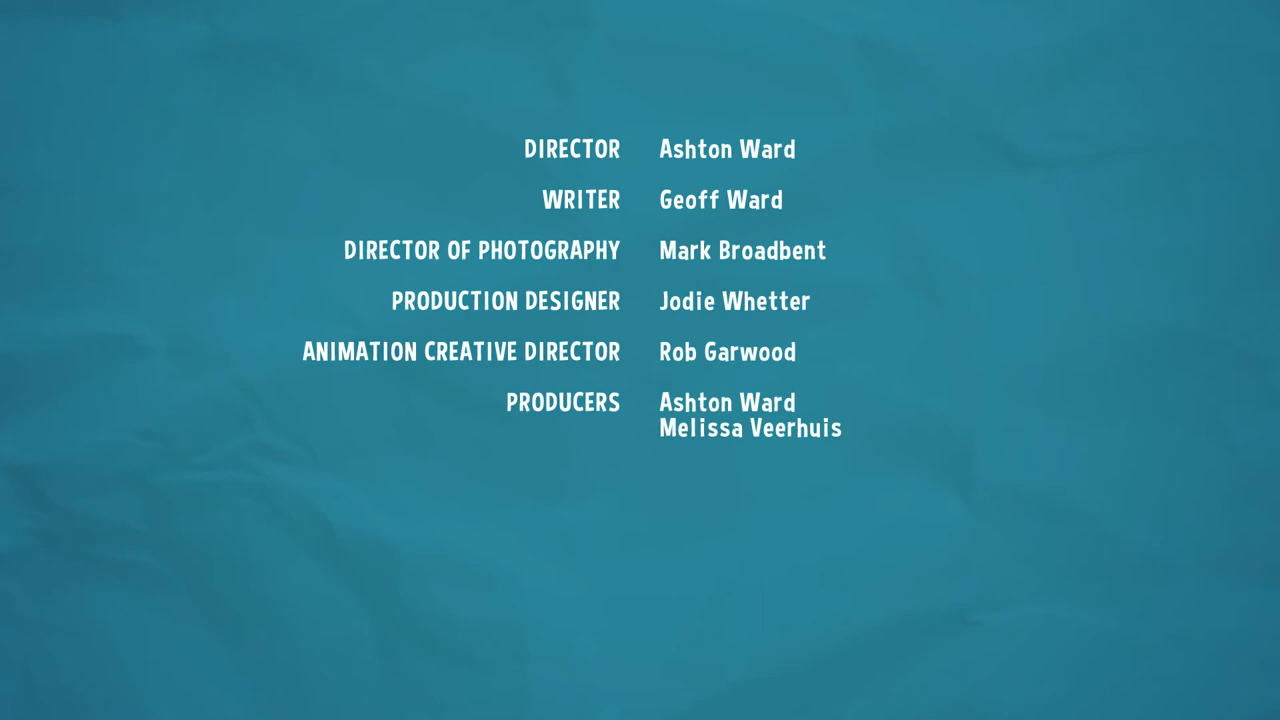 DIRECTOR Ashton Ward
WRITER Geoff Ward
DIRECTOR OF PHOTOGRAPHY Mark Broadbent
PRODUCTION DESIGNER Jodie Whetter
ANIMATION CREATIVE DIRECTOR Rob Garwood
PRODUCERS Ashton Ward
Melissa Veerhuis